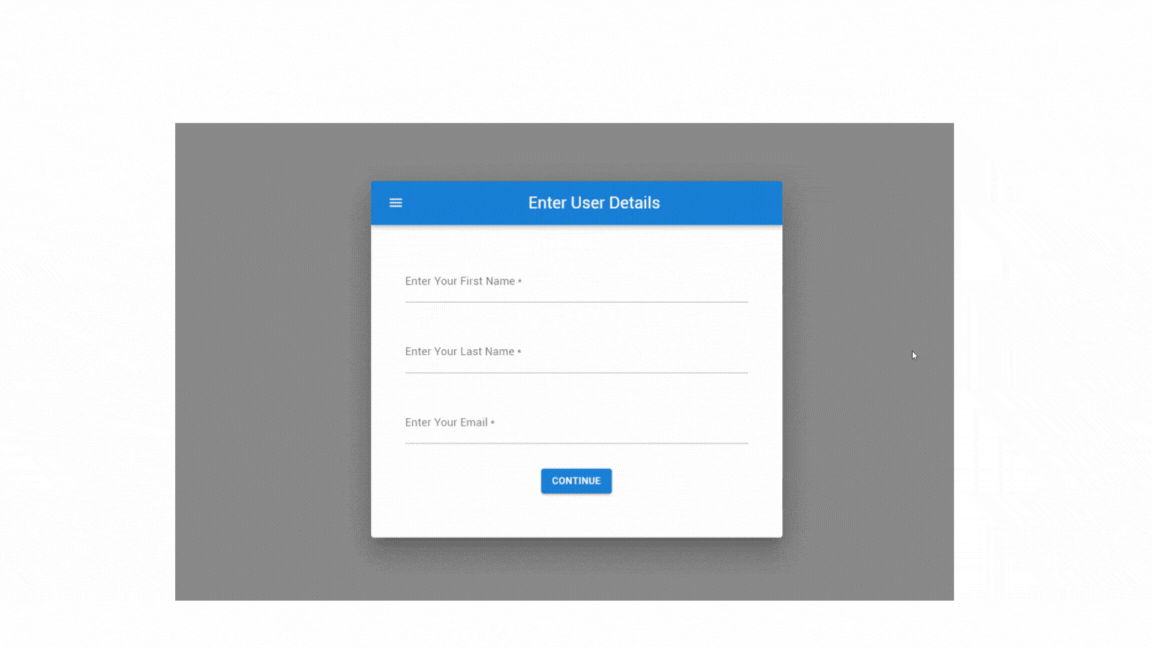 Enter User Details
Enter Your First Name *
Enter Your Last Name *
Enter Your Email *
CONTINUE